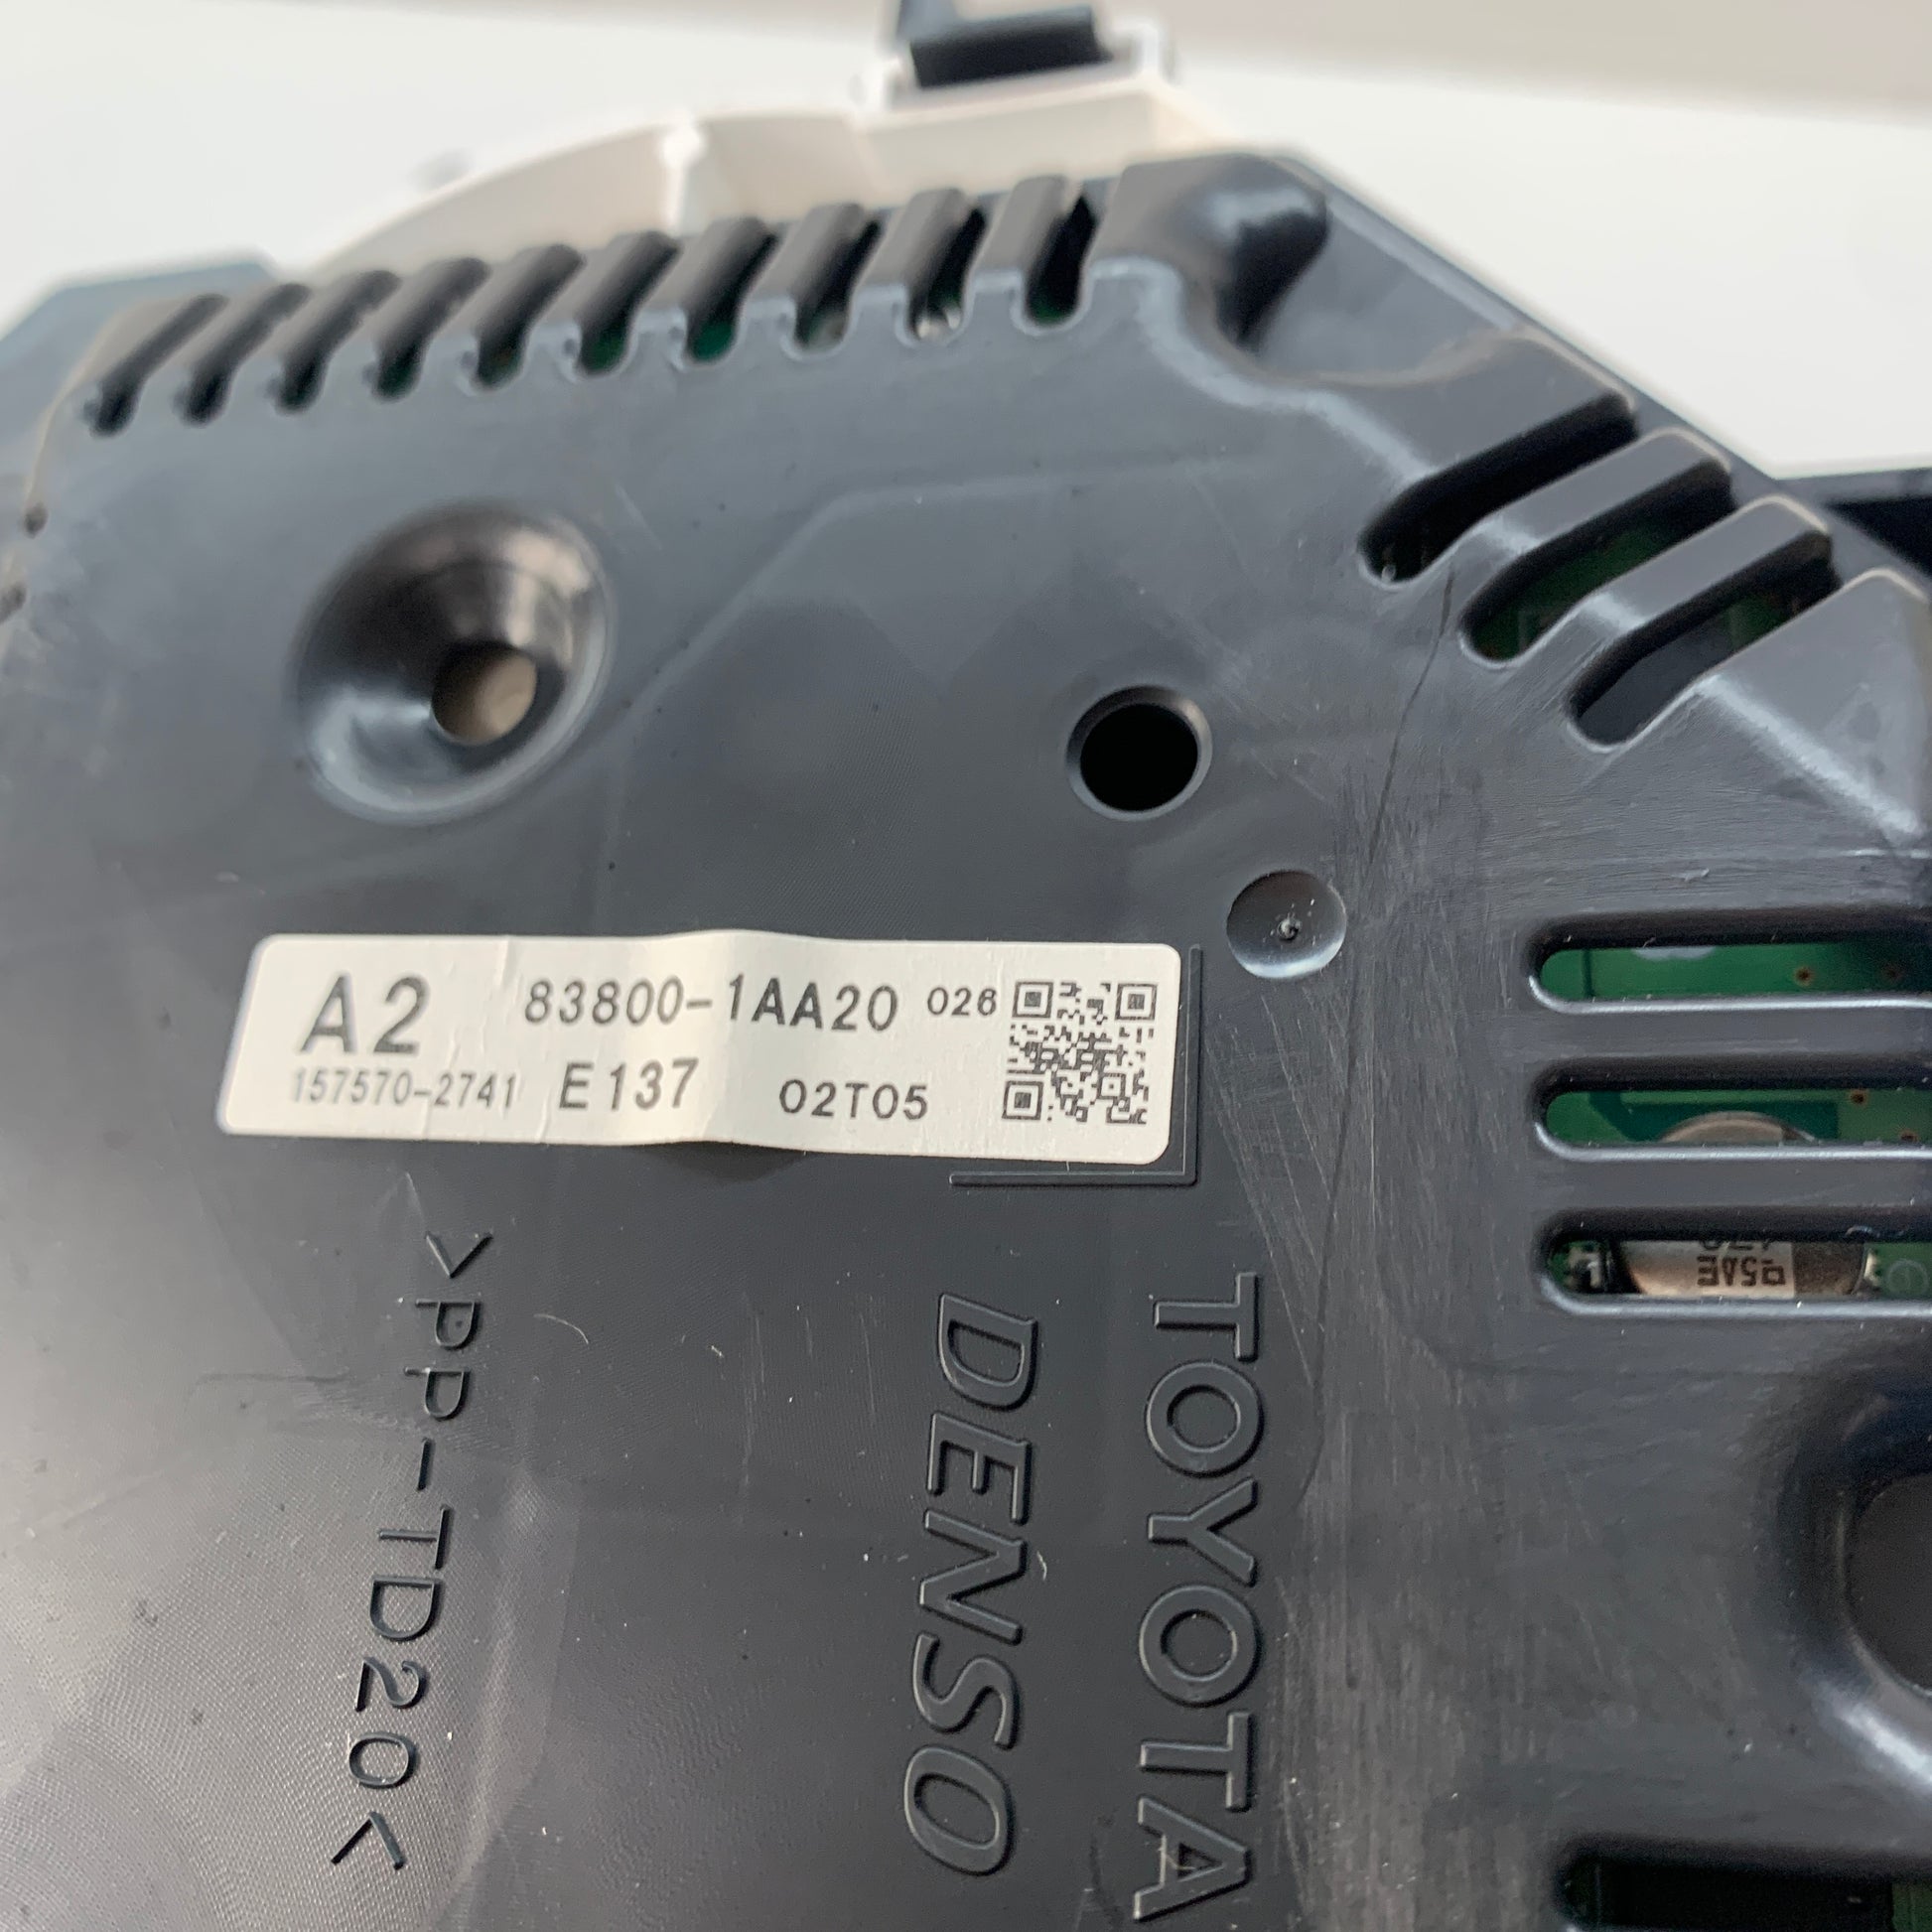 A2 83800-1AA20 026
157570-2741 E137 02T05
TOYOTA
DENSO
>PP-TD20<